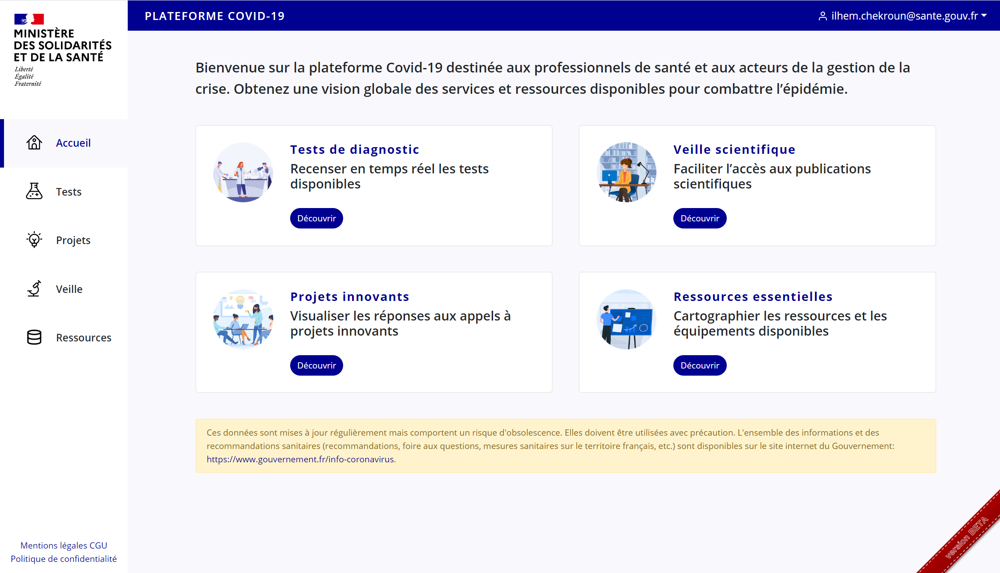 MINISTÈRE
DES SOLIDARITÉS
ET DE LA SANTÉ
Liberté
Égalité
Fraternité
PLATEFORME COVID-19
ilhem.chekroun@sante.gouv.fr
Accueil
Tests
Projets
Veille
Ressources
Mentions légales CGU
Politique de confidentialité
Bienvenue sur la plateforme Covid-19 destinée aux professionnels de santé et aux acteurs de la gestion de la
crise. Obtenez une vision globale des services et ressources disponibles pour combattre l’épidémie.
Tests de diagnostic
Recenser en temps réel les tests
disponibles
Découvrir
Veille scientifique
Faciliter l’accès aux publications
scientifiques
Découvrir
Projets innovants
Visualiser les réponses aux appels à
projets innovants
Découvrir
Ressources essentielles
Cartographier les ressources et les
équipements disponibles
Découvrir
Ces données sont mises à jour régulièrement mais comportent un risque d'obsolescence. Elles doivent être utilisées avec précaution. L'ensemble des informations et des
recommandations sanitaires (recommandations, foire aux questions, mesures sanitaires sur le territoire français, etc.) sont disponibles sur le site internet du Gouvernement:
https://www.gouvernement.fr/info-coronavirus.
version BETA